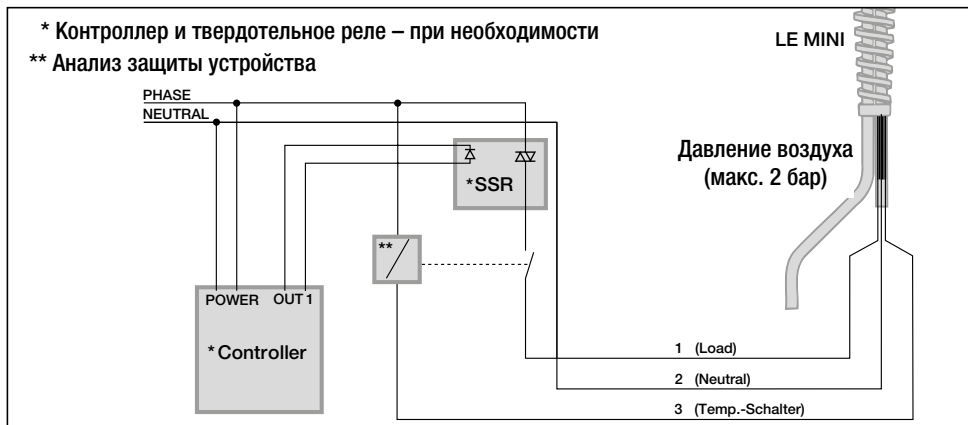 * Контроллер и твердотельное реле – при необходимости
** Анализ защиты устройства
LE MINI
PHASE
NEUTRAL
Давление воздуха
(макс. 2 бар)
*SSR
**
POWER OUT 1
*Controller
1 (Load)
2 (Neutral)
3 (Temp.-Schalter)